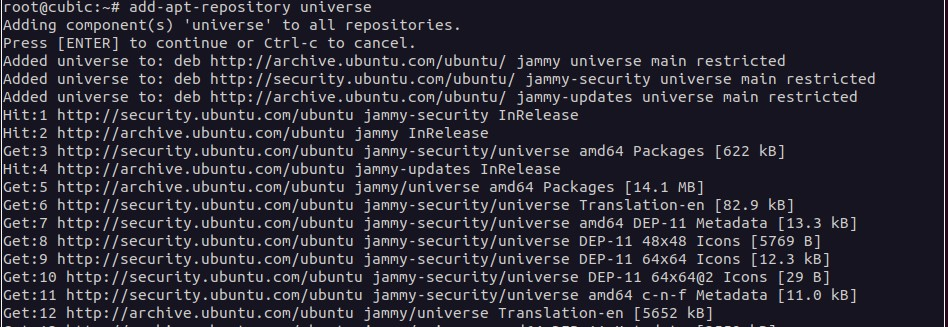 root@cubic:~# add-apt-repository universe
Adding component(s) 'universe' to all repositories.
Press [ENTER] to continue or Ctrl-c to cancel.
Added universe to: deb http://archive.ubuntu.com/ubuntu/ jammy universe main restricted
Added universe to: deb http://security.ubuntu.com/ubuntu/ jammy-security universe main restricted
Added universe to: deb http://archive.ubuntu.com/ubuntu/ jammy-updates universe main restricted
Hit:1 http://security.ubuntu.com/ubuntu jammy-security InRelease
Hit:2 http://archive.ubuntu.com/ubuntu jammy InRelease
Get:3 http://security.ubuntu.com/ubuntu jammy-security/universe amd64 Packages [622 kB]
Hit:4 http://archive.ubuntu.com/ubuntu jammy-updates InRelease
Get:5 http://archive.ubuntu.com/ubuntu jammy/universe amd64 Packages [14.1 MB]
Get:6 http://security.ubuntu.com/ubuntu jammy-security/universe Translation-en [82.9 kB]
Get:7 http://security.ubuntu.com/ubuntu jammy-security/universe amd64 DEP-11 Metadata [13.3 kB]
Get:8 http://security.ubuntu.com/ubuntu jammy-security/universe DEP-11 48x48 Icons [5769 B]
Get:9 http://security.ubuntu.com/ubuntu jammy-security/universe DEP-11 64x64 Icons [12.3 kB]
Get:10 http://security.ubuntu.com/ubuntu jammy-security/universe DEP-11 64x64@2 Icons [29 B]
Get:11 http://security.ubuntu.com/ubuntu jammy-security/universe amd64 c-n-f Metadata [11.0 kB]
Get:12 http://archive.ubuntu.com/ubuntu jammy/universe Translation-en [5652 kB]